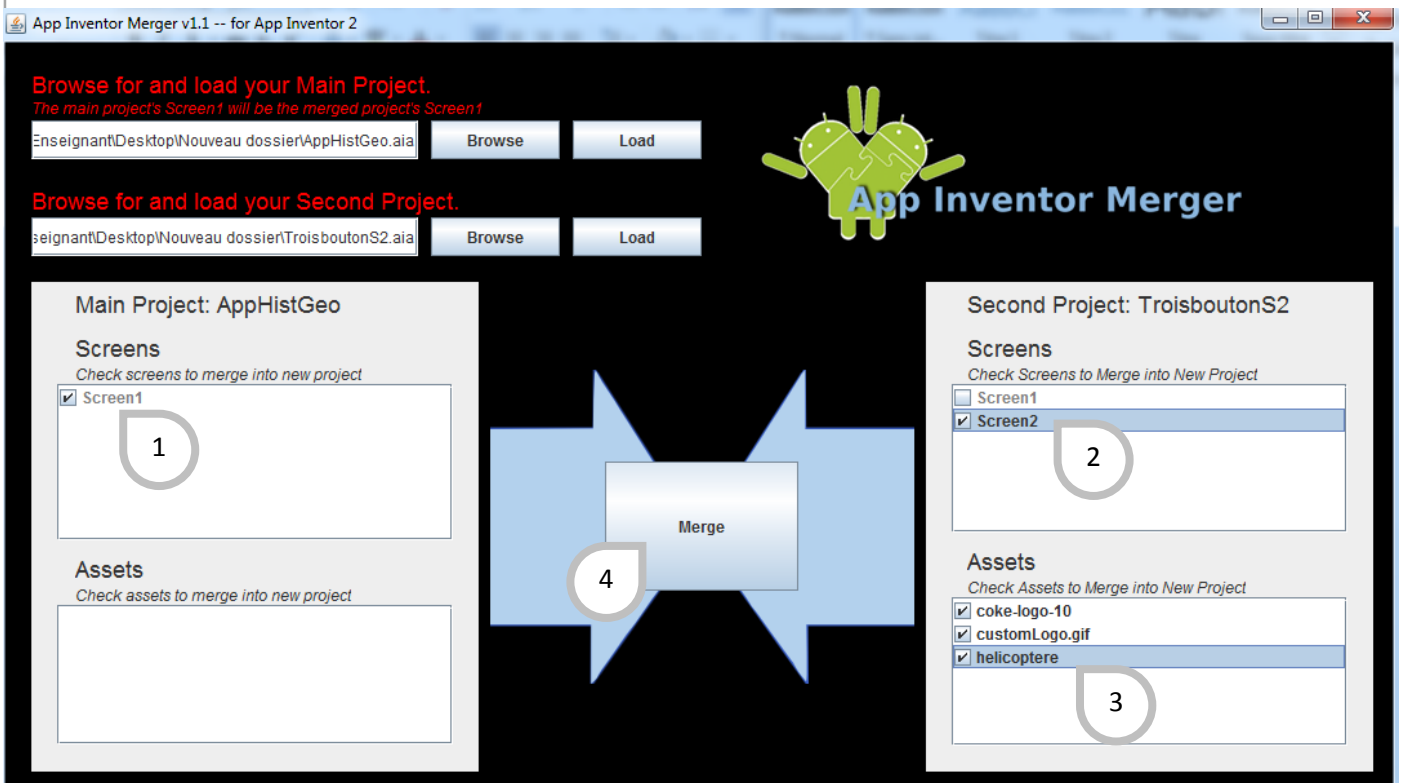 App Inventor Merger v1.1 -- for App Inventor 2
Browse for and load your Main Project.
The main project's Screen1 will be the merged project's Screen1
Enseignant\Desktop\Nouveau dossier\AppHistGeo.aia
Browse
Load
Browse for and load your Second Project.
seignant\Desktop\Nouveau dossier\TroisboutonS2.aia
Browse
Load
App Inventor Merger
Main Project: AppHistGeo
Screens
Check screens to merge into new project
Screen1
1
Assets
Check assets to merge into new project
Merge
4
Second Project: TroisboutonS2
Screens
Check Screens to Merge into New Project
Screen1
Screen2
2
Assets
Check Assets to Merge into New Project
coke-logo-10
customLogo.gif
helicoptere
3